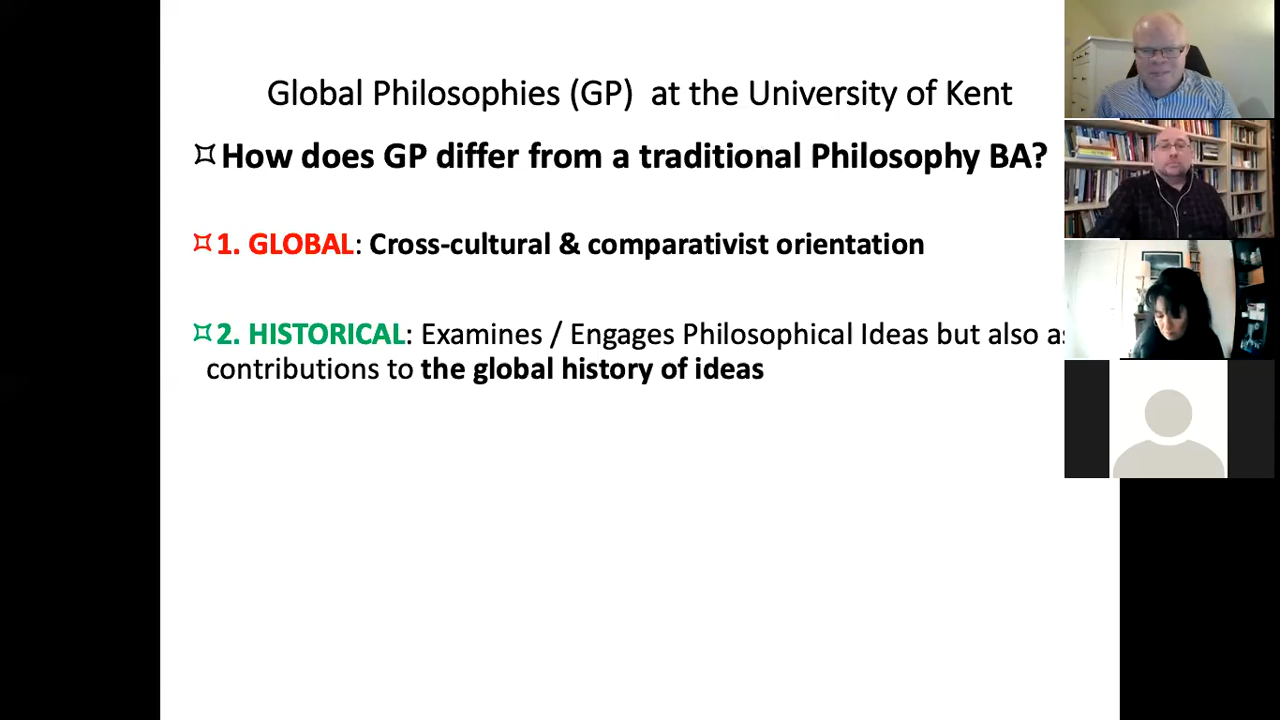 Global Philosophies (GP) at the University of Kent
How does GP differ from a traditional Philosophy BA?
1. GLOBAL: Cross-cultural & comparativist orientation
2. HISTORICAL: Examines / Engages Philosophical Ideas but also as
contributions to the global history of ideas